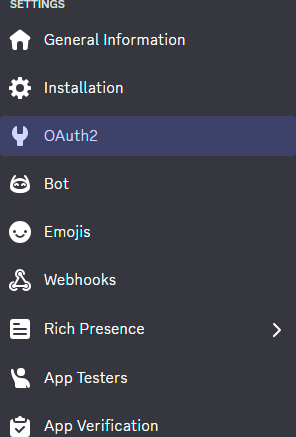 SETTINGS
General Information
Installation
OAuth2
Bot
Emojis
Webhooks
Rich Presence
App Testers
App Verification